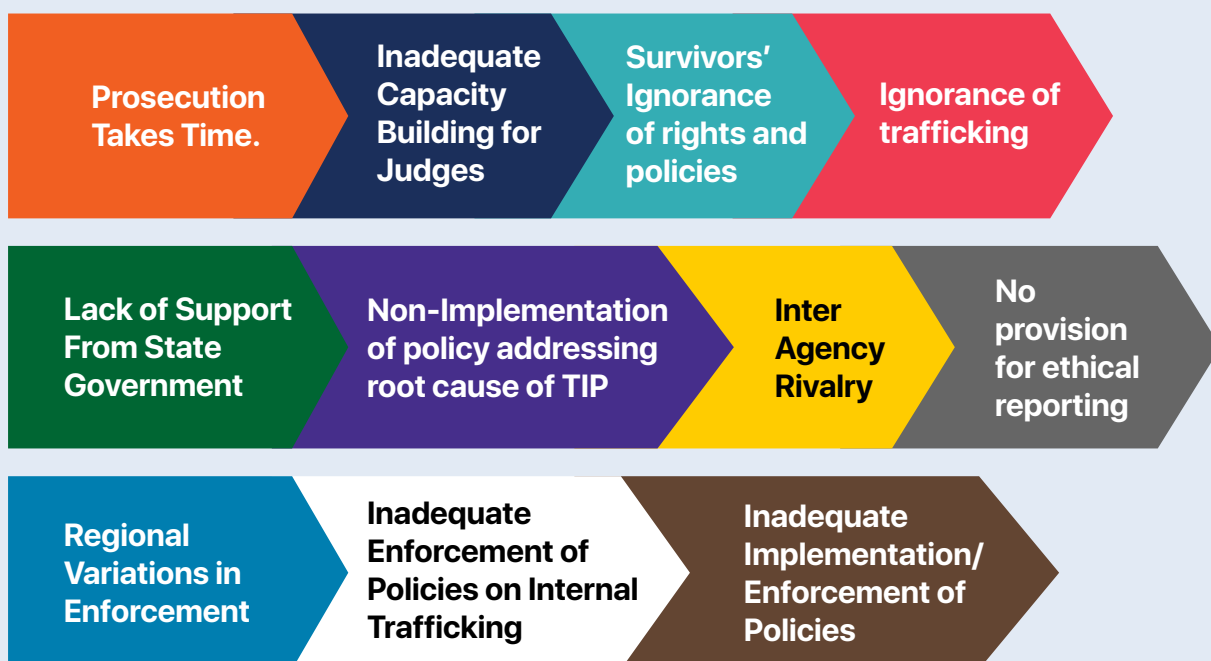 Prosecution
Takes Time.
Inadequate
Capacity
Building for
Judges
Survivors’
Ignorance
of rights and
policies
Ignorance of
trafficking
Lack of Support
From State
Government
Non-Implementation
of policy addressing
root cause of TIP
Inter
Agency
Rivalry
No
provision
for ethical
reporting
Regional
Variations in
Enforcement
Inadequate
Enforcement of
Policies on Internal
Trafficking
Inadequate
Implementation/
Enforcement of
Policies